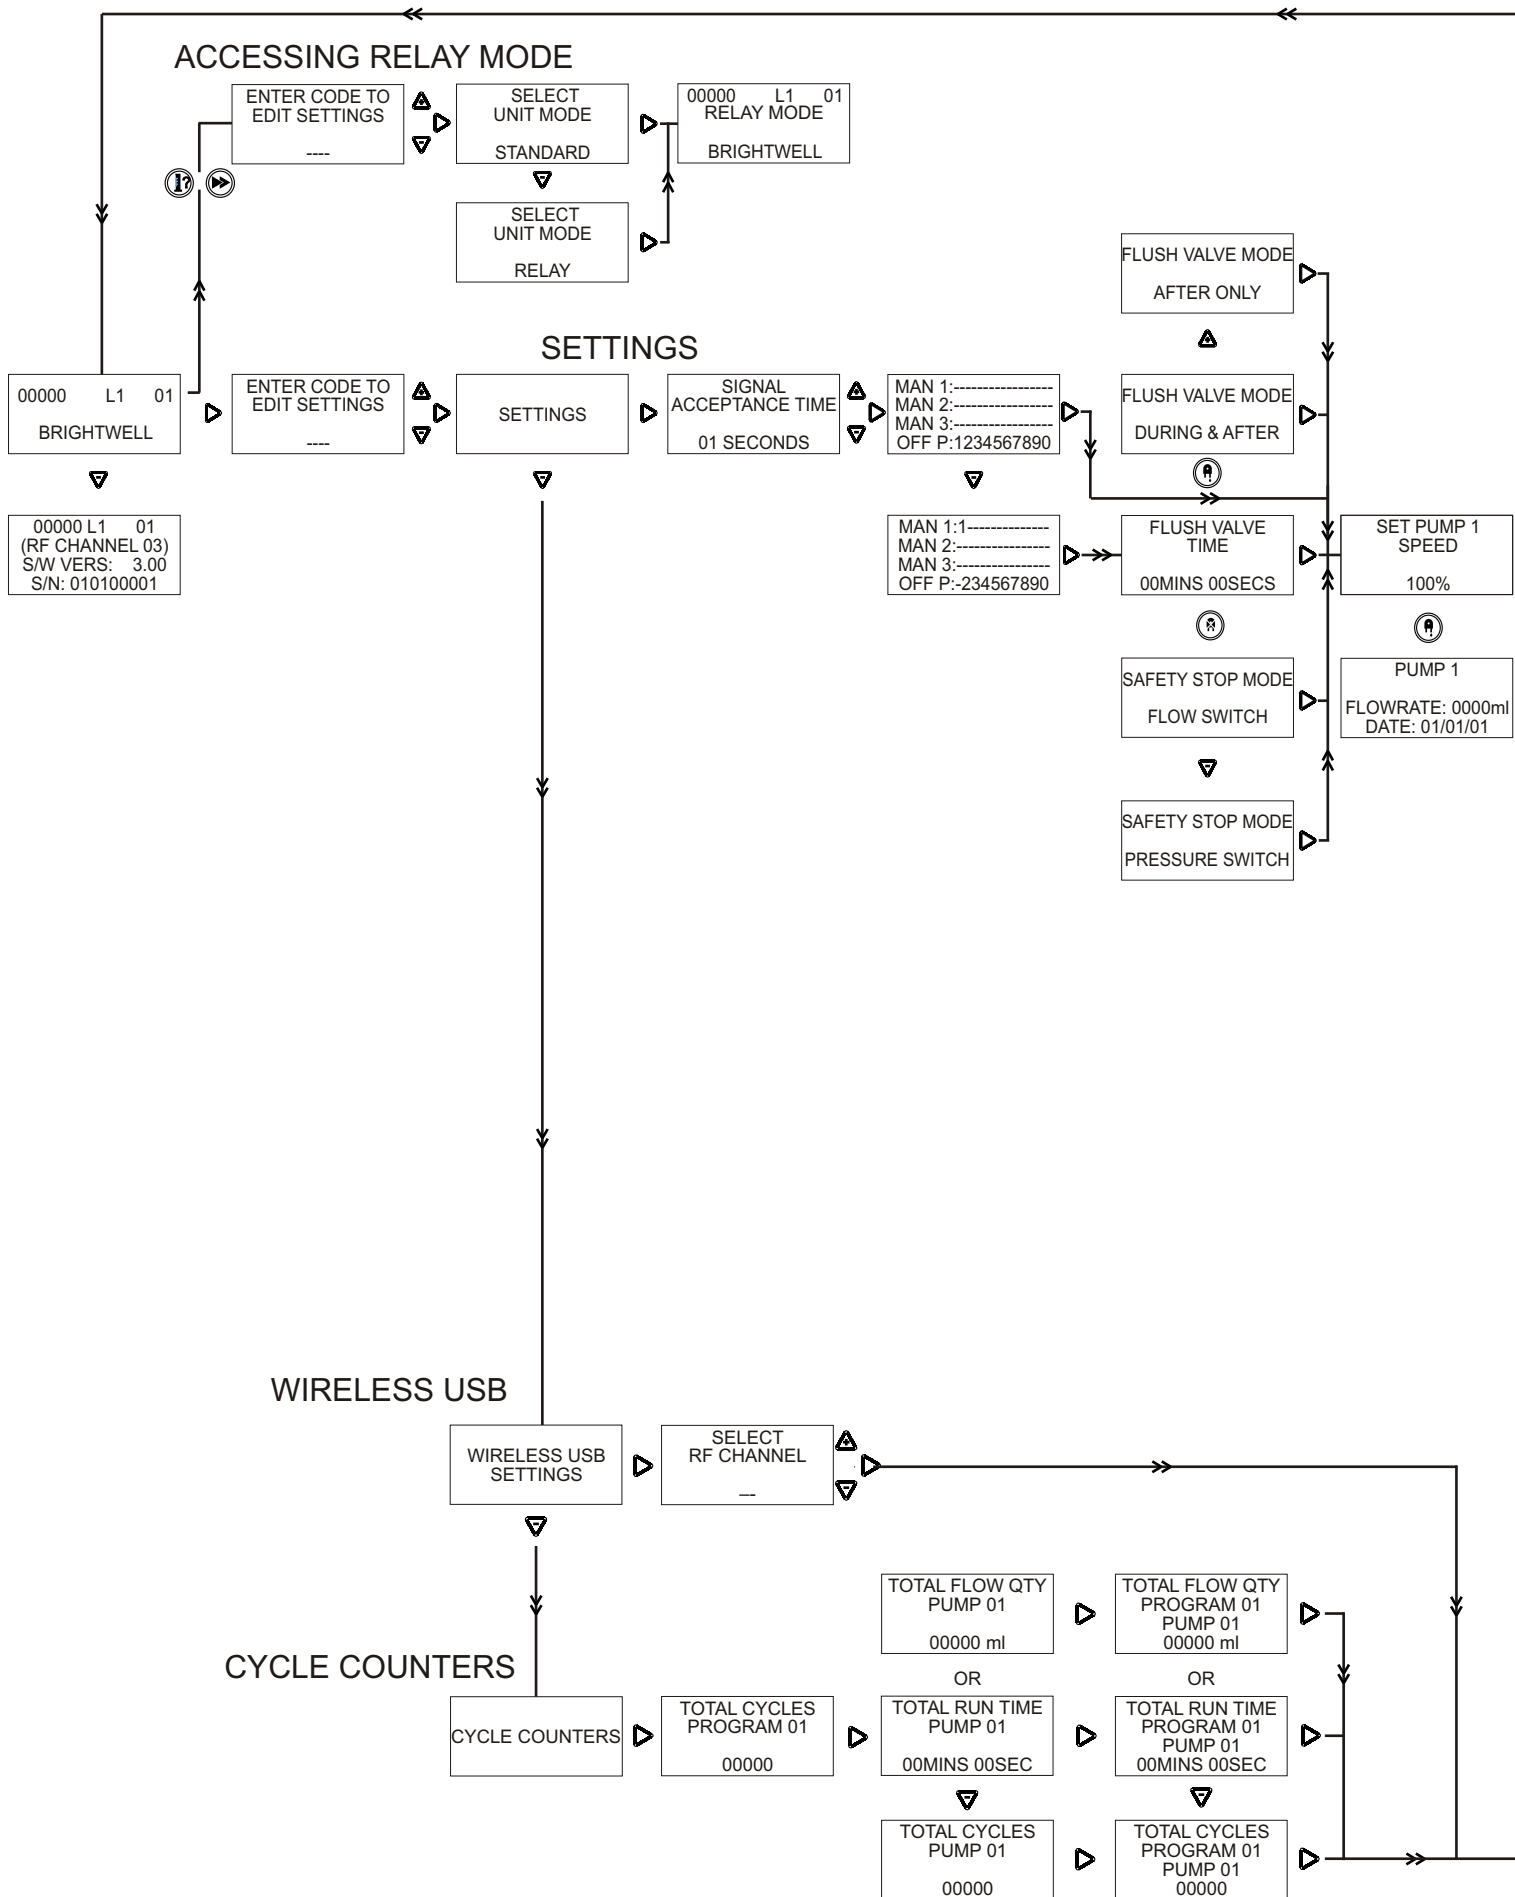 ACCESSING RELAY MODE
ENTER CODE TO
EDIT SETTINGS
----
SELECT
UNIT MODE
STANDARD
00000 L1 01
RELAY MODE
BRIGHTWELL
SELECT
UNIT MODE
RELAY
SETTINGS
00000 L1 01
BRIGHTWELL
00000 L1 01
(RF CHANNEL 03)
S/W VERS: 3.00
S/N: 010100001
ENTER CODE TO
EDIT SETTINGS
----
SETTINGS
SIGNAL
ACCEPTANCE TIME
01 SECONDS
MAN 1:-----------------
MAN 2:-----------------
MAN 3:-----------------
OFF P:1234567890
MAN 1:1--------------
MAN 2:----------------
MAN 3:----------------
OFF P:-234567890
FLUSH VALVE MODE
AFTER ONLY
FLUSH VALVE MODE
DURING & AFTER
FLUSH VALVE
TIME
00MINS 00SECS
SAFETY STOP MODE
FLOW SWITCH
SAFETY STOP MODE
PRESSURE SWITCH
SET PUMP 1
SPEED
100%
PUMP 1
FLOWRATE: 0000ml
DATE: 01/01/01
WIRELESS USB
WIRELESS USB
SETTINGS
SELECT
RF CHANNEL
---
CYCLE COUNTERS
CYCLE COUNTERS
TOTAL CYCLES
PROGRAM 01
00000
TOTAL FLOW QTY
PUMP 01
00000 ml
OR
TOTAL RUN TIME
PUMP 01
00MINS 00SEC
TOTAL CYCLES
PUMP 01
00000
TOTAL FLOW QTY
PROGRAM 01
PUMP 01
00000 ml
OR
TOTAL RUN TIME
PROGRAM 01
PUMP 01
00MINS 00SEC
TOTAL CYCLES
PROGRAM 01
PUMP 01
00000